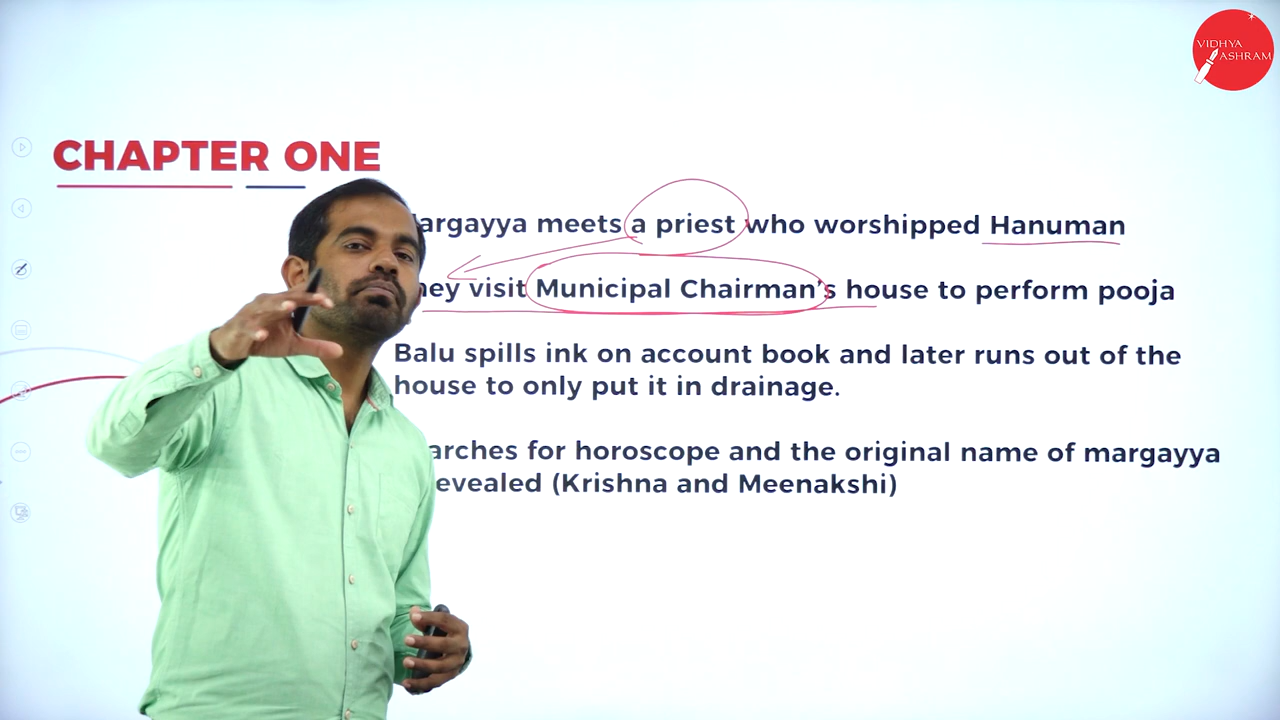 VIDHYA
ASHRAM
CHAPTER ONE
argayya meets a priest who worshipped Hanuman
hey visit Municipal Chairman's house to perform pooja
Balu spills ink on account book and later runs out of the
house to only put it in drainage.
arches for horoscope and the original name of margayya
evealed (Krishna and Meenakshi)